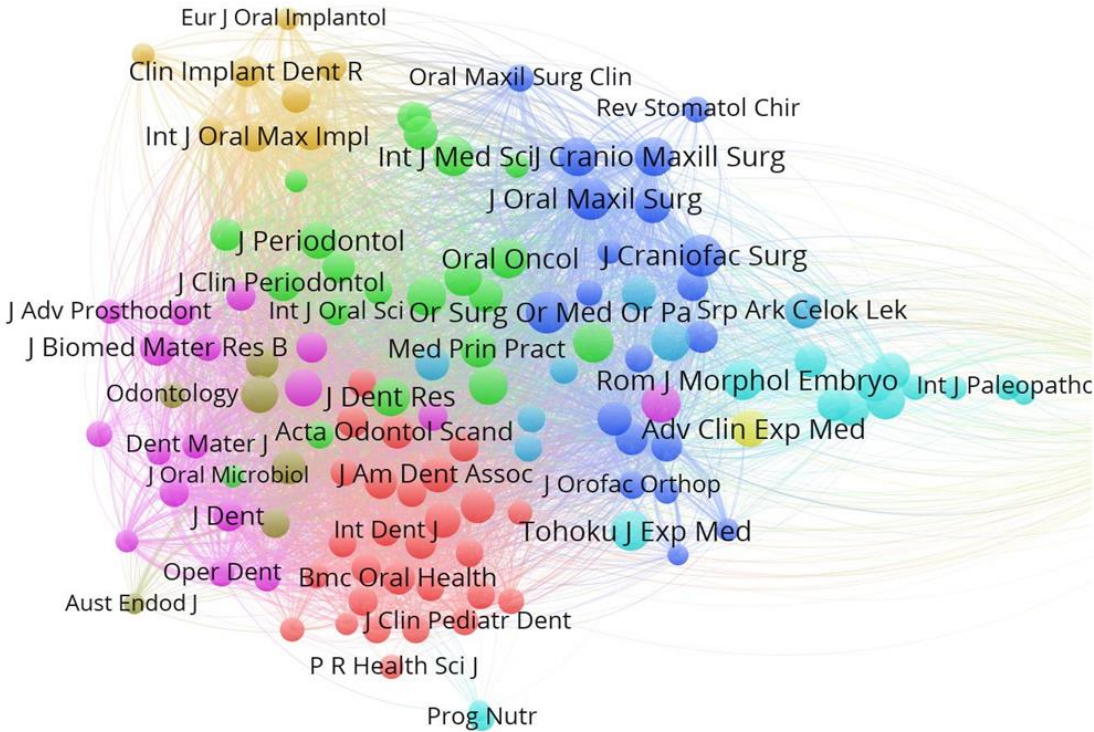 Eur J Oral Implantol
Clin Implant Dent R
Oral Maxil Surg Clin
Rev Stomatol Chir
Int J Oral Max Impl
Int J Med Sci
J Cranio Maxill Surg
J Oral Maxil Surg
J Periodontol
Oral Oncol
J Craniofac Surg
J Clin Periodontol
J Adv Prosthodont
Int J Oral Sci
Or Surg Or Med Or Pa
Srp Ark Celok Lek
J Biomed Mater Res B
Med Prin Pract
Rom J Morphol Embryo
Int J Paleopatho
Odontology
J Dent Res
Acta Odontol Scand
Adv Clin Exp Med
Dent Mater J
J Oral Microbiol
J Am Dent Assoc
J Orofac Orthop
J Dent
Int Dent J
Tohoku J Exp Med
Oper Dent
Bmc Oral Health
Aust Endod J
J Clin Pediatr Dent
P R Health Sci J
Prog Nutr